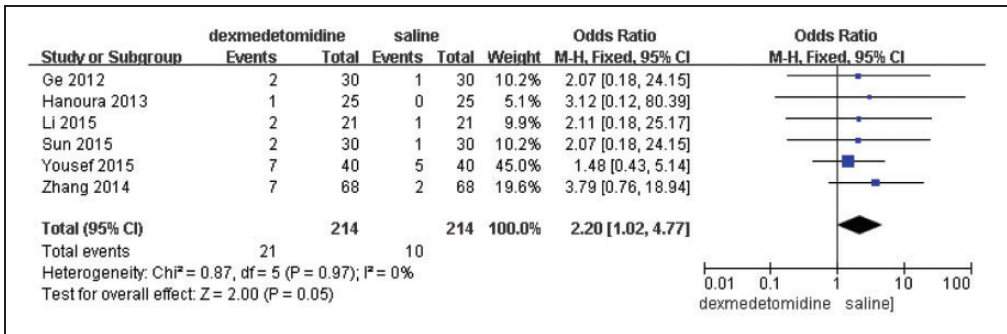 dexmedetomidine saline Odds Ratio Odds Ratio
Study or Subgroup Events Total Events Total Weight M-H, Fixed, 95% CI M-H, Fixed, 95% CI
Ge 2012 2 30 1 30 10.2% 2.07 [0.18, 24.15]
Hanoura 2013 1 25 0 25 5.1% 3.12 [0.12, 80.39]
Li 2015 2 21 1 21 9.9% 2.11 [0.18, 25.17]
Sun 2015 2 30 1 30 10.2% 2.07 [0.18, 24.15]
Yousef 2015 7 40 5 40 45.0% 1.48 [0.43, 5.14]
Zhang 2014 7 68 2 68 19.6% 3.79 [0.76, 18.94]
Total (95% CI) 214 214 100.0% 2.20 [1.02, 4.77]
Total events 21 10
Heterogeneity: Chi² = 0.87, df = 5 (P = 0.97); I² = 0%
Test for overall effect: Z = 2.00 (P = 0.05)
0.01 0.1 1 10 100
dexmedetomidine saline]